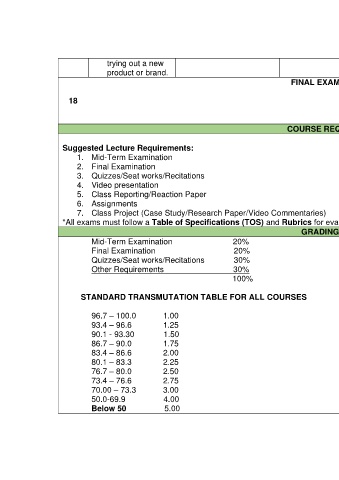 trying out a new
product or brand.
FINAL EXAM
18
COURSE REQ
Suggested Lecture Requirements:
1. Mid-Term Examination
2. Final Examination
3. Quizzes/Seat works/Recitations
4. Video presentation
5. Class Reporting/Reaction Paper
6. Assignments
7. Class Project (Case Study/Research Paper/Video Commentaries)
*All exams must follow a Table of Specifications (TOS) and Rubrics for eva
GRADING
Mid-Term Examination 20%
Final Examination 20%
Quizzes/Seat works/Recitations 30%
Other Requirements 30%
100%
STANDARD TRANSMUTATION TABLE FOR ALL COURSES
96.7 – 100.0 1.00
93.4 – 96.6 1.25
90.1 - 93.30 1.50
86.7 – 90.0 1.75
83.4 – 86.6 2.00
80.1 – 83.3 2.25
76.7 – 80.0 2.50
73.4 – 76.6 2.75
70.00 – 73.3 3.00
50.0-69.9 4.00
Below 50 5.00